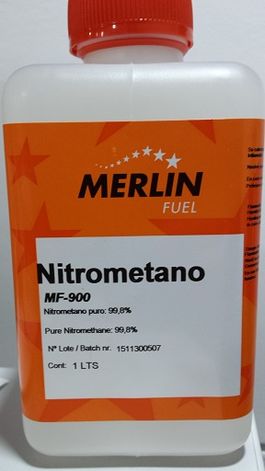 MERLIN
FUEL
Nitrometano
MF-900
Nitrometano puro: 99,8%
Pure Nitromethane: 99,8%
Nº Lote / Batch nr. 1511300507
Cont: 1 LTS